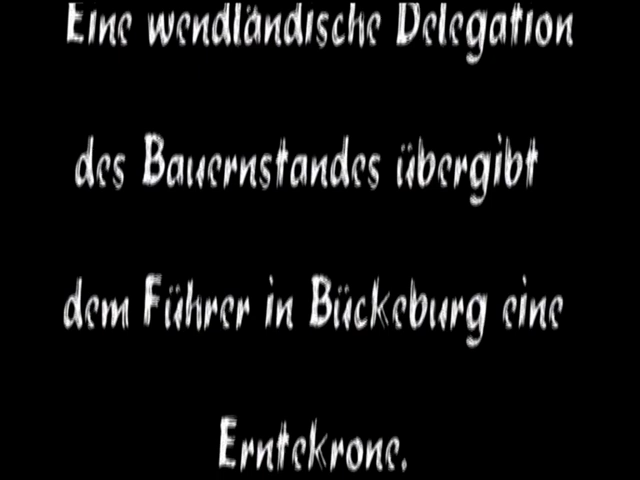 Eine wendländische Delegation
des Bauernstandes übergibt
dem Führer in Bückeburg eine
Erntekrone.